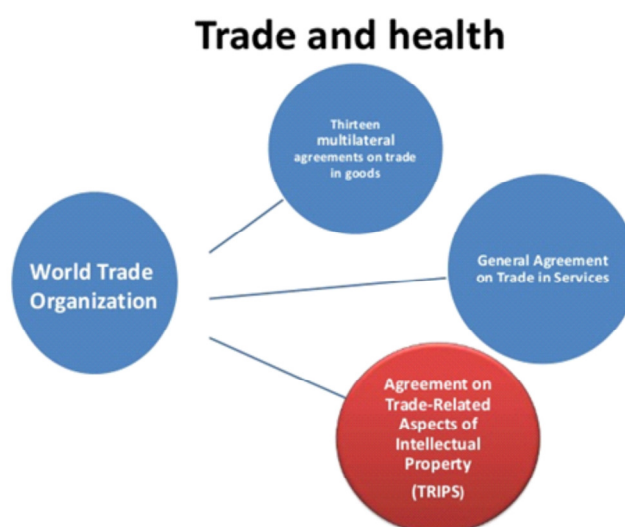 Trade and health
Thirteen
multilateral
agreements on trade
in goods
World Trade
Organization
General Agreement
on Trade in Services
Agreement on
Trade-Related
Aspects of
Intellectual
Property
(TRIPS)